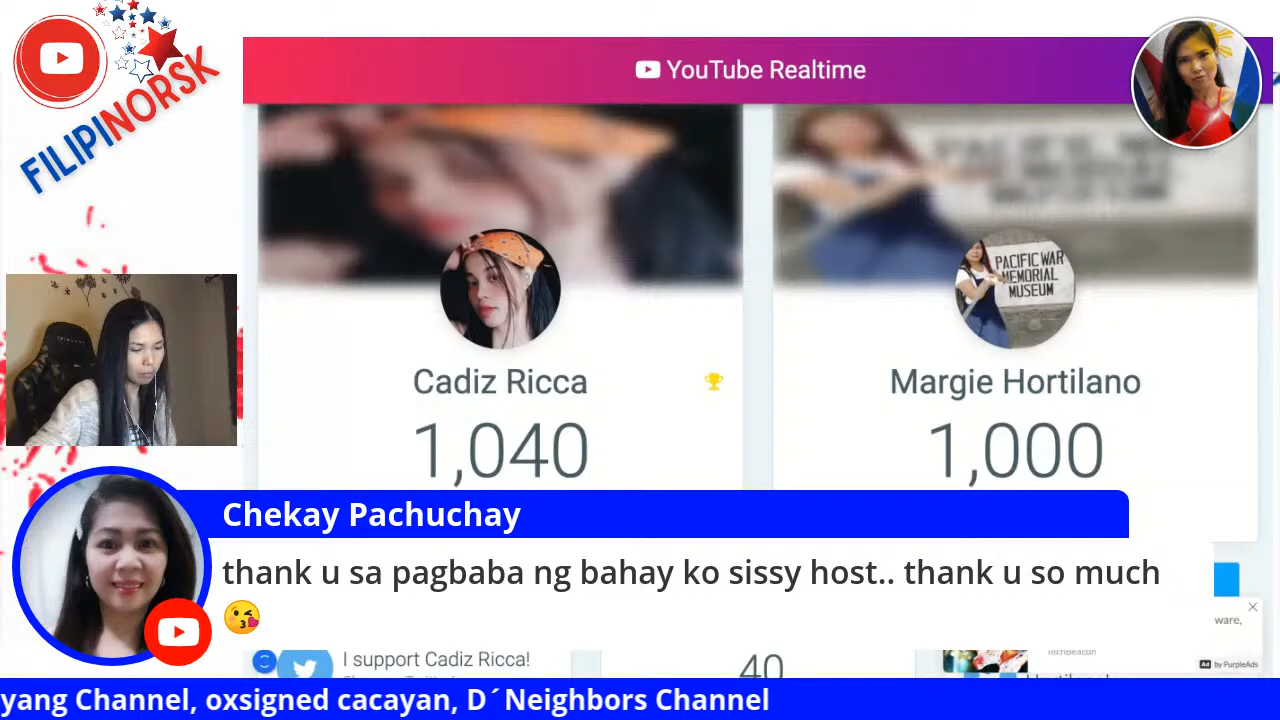 FILIPINORSK
YouTube Realtime
PACIFIC WAR
MEMORIAL
MUSEUM
Cadiz Ricca
Margie Hortilano
1,040
1,000
Chekay Pachuchay
thank u sa pagbaba ng bahay ko sissy host.. thank u so much
😘
ware,
TechBeacon
Ad by PurpleAds
I support Cadiz Ricca!
40
yang Channel, oxsigned cacayan, D´Neighbors Channel